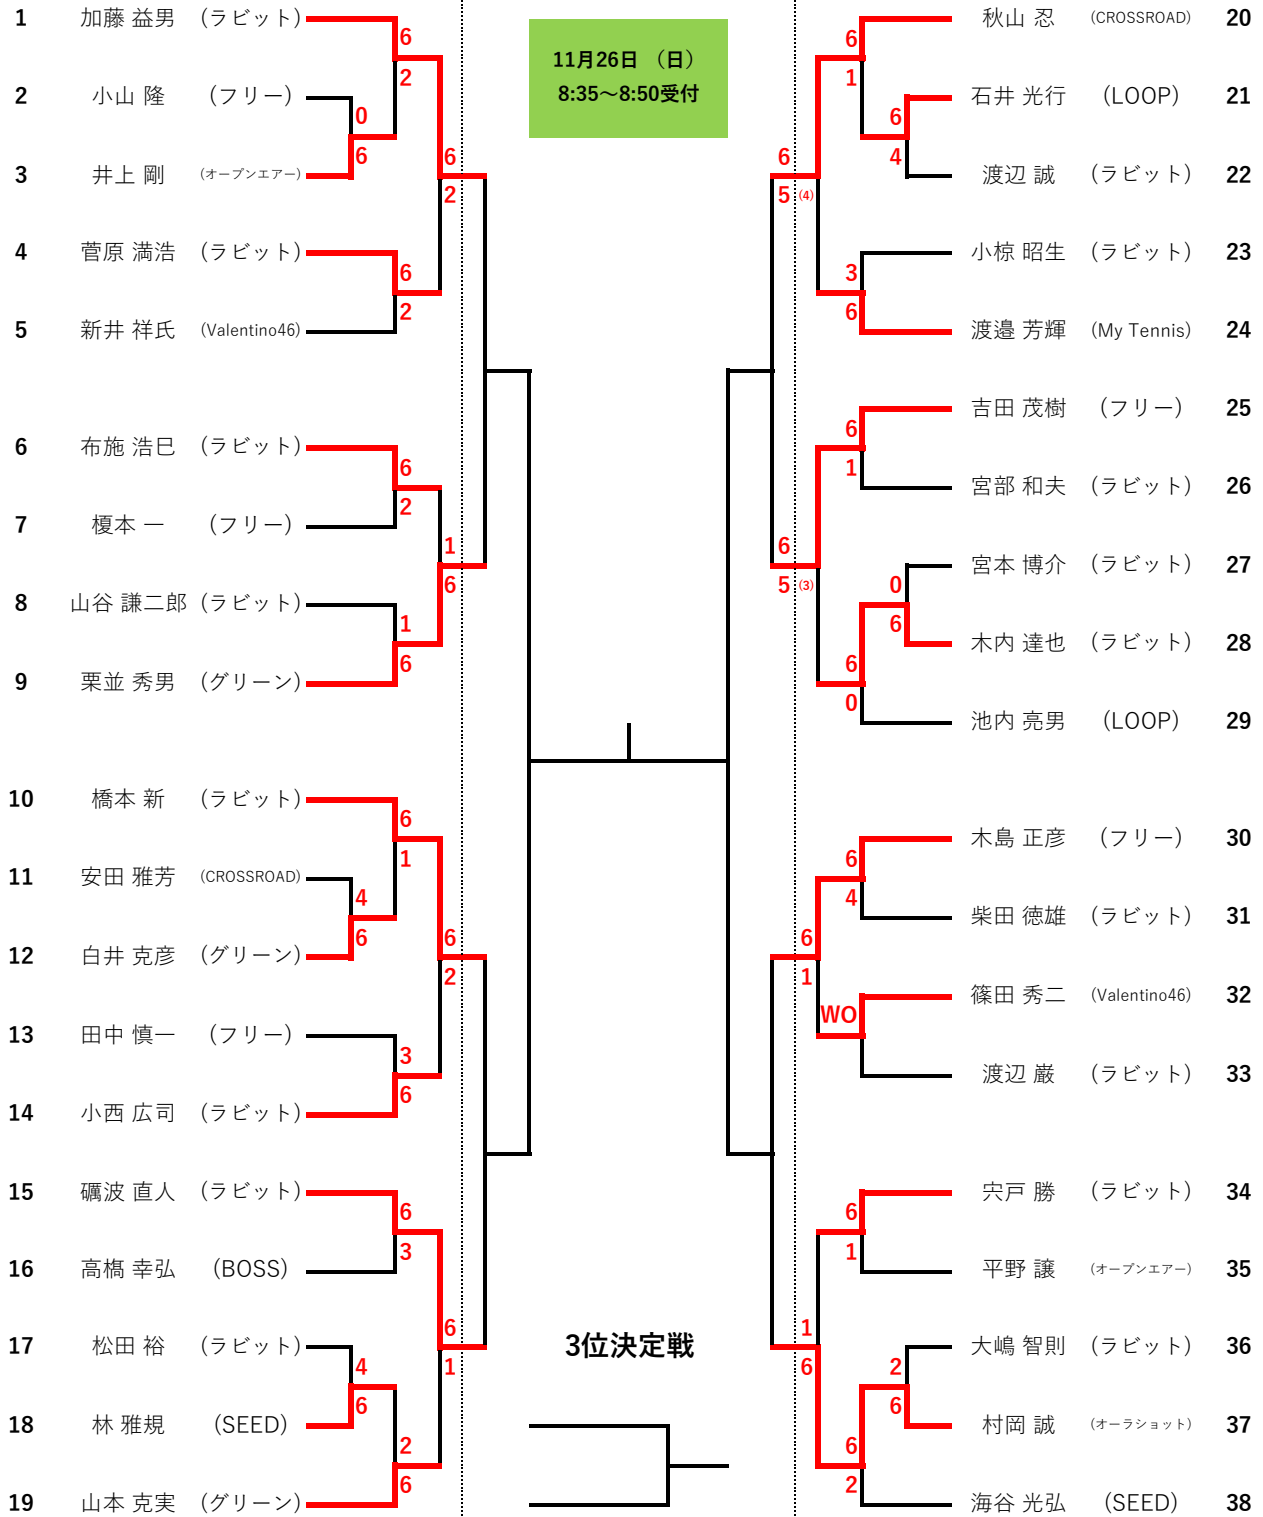 1 加藤 益男 (ラビット)
6
2
2 小山 隆 (フリー)
0
6
3 井上 剛 (オープンエアー)
6
2
4 菅原 満浩 (ラビット)
6
2
5 新井 祥氏 (Valentino46)
6 布施 浩巳 (ラビット)
6
2
7 榎本 一 (フリー)
1
6
8 山谷 謙二郎 (ラビット)
1
6
9 栗並 秀男 (グリーン)
10 橋本 新 (ラビット)
6
1
11 安田 雅芳 (CROSSROAD)
4
6
12 白井 克彦 (グリーン)
6
2
13 田中 慎一 (フリー)
3
6
14 小西 広司 (ラビット)
15 礪波 直人 (ラビット)
6
3
16 高橋 幸弘 (BOSS)
6
1
17 松田 裕 (ラビット)
4
6
18 林 雅規 (SEED)
2
6
19 山本 克実 (グリーン)
11月26日 (日)
8:35～8:50受付
3位決定戦
秋山 忍 (CROSSROAD) 20
6
1
石井 光行 (LOOP) 21
6
4
渡辺 誠 (ラビット) 22
6
5 (4)
小椋 昭生 (ラビット) 23
3
6
渡邉 芳輝 (My Tennis) 24
吉田 茂樹 (フリー) 25
6
1
宮部 和夫 (ラビット) 26
6
5 (3)
宮本 博介 (ラビット) 27
0
6
木内 達也 (ラビット) 28
6
0
池内 亮男 (LOOP) 29
木島 正彦 (フリー) 30
6
4
柴田 徳雄 (ラビット) 31
6
1
篠田 秀二 (Valentino46) 32
WO
渡辺 巌 (ラビット) 33
宍戸 勝 (ラビット) 34
6
1
平野 譲 (オープンエアー) 35
1
6
大嶋 智則 (ラビット) 36
2
6
村岡 誠 (オーラショット) 37
6
2
海谷 光弘 (SEED) 38